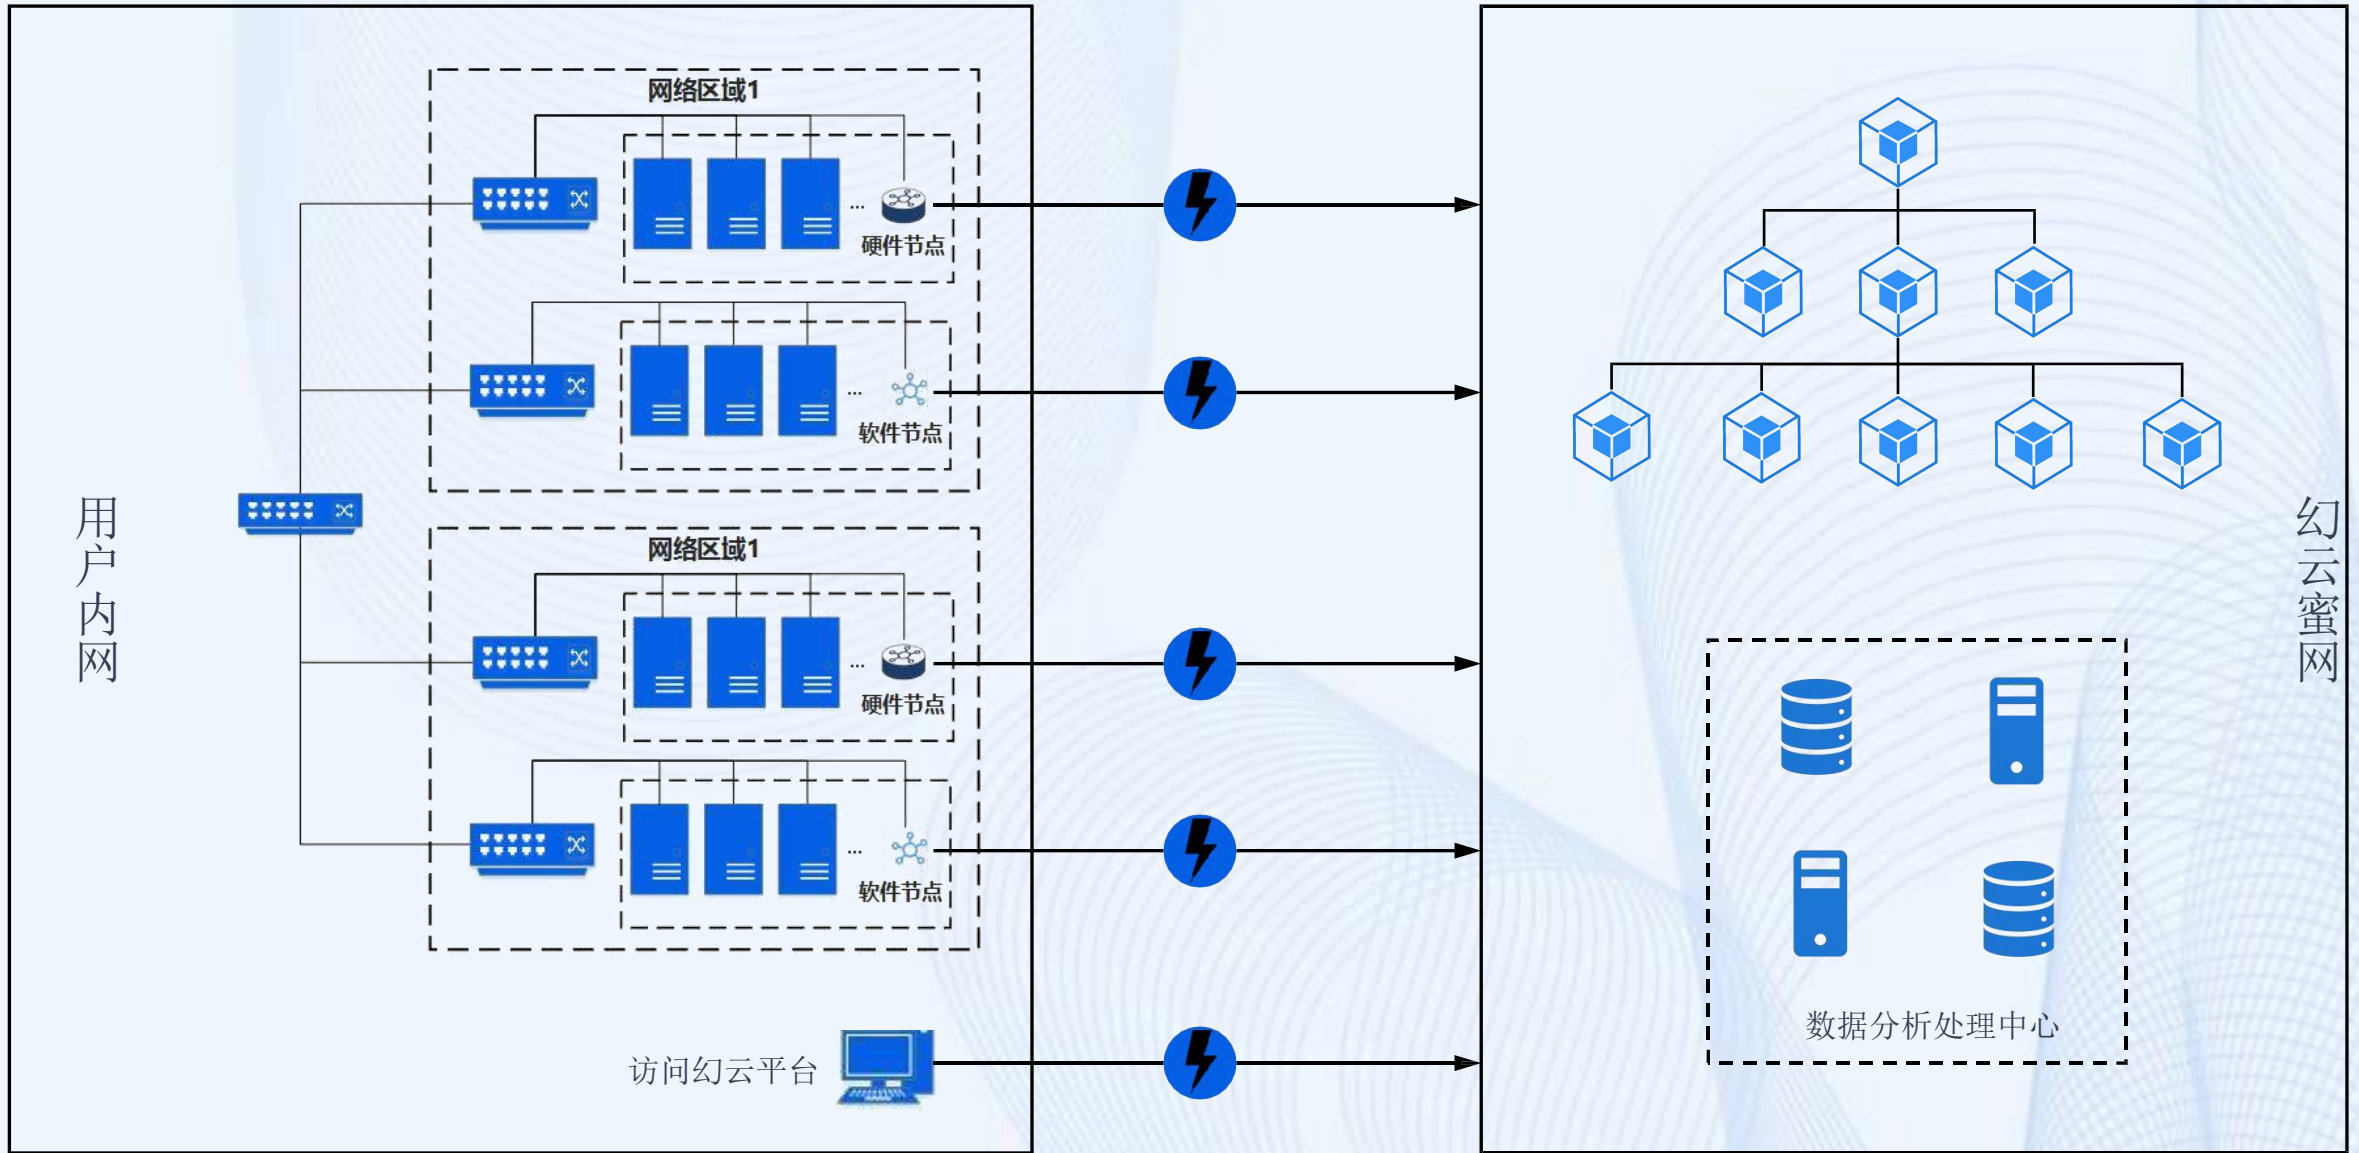 用户内网
网络区域1
...
硬件节点
...
软件节点
网络区域1
...
硬件节点
...
软件节点
访问幻云平台
幻云蜜网
数据分析处理中心